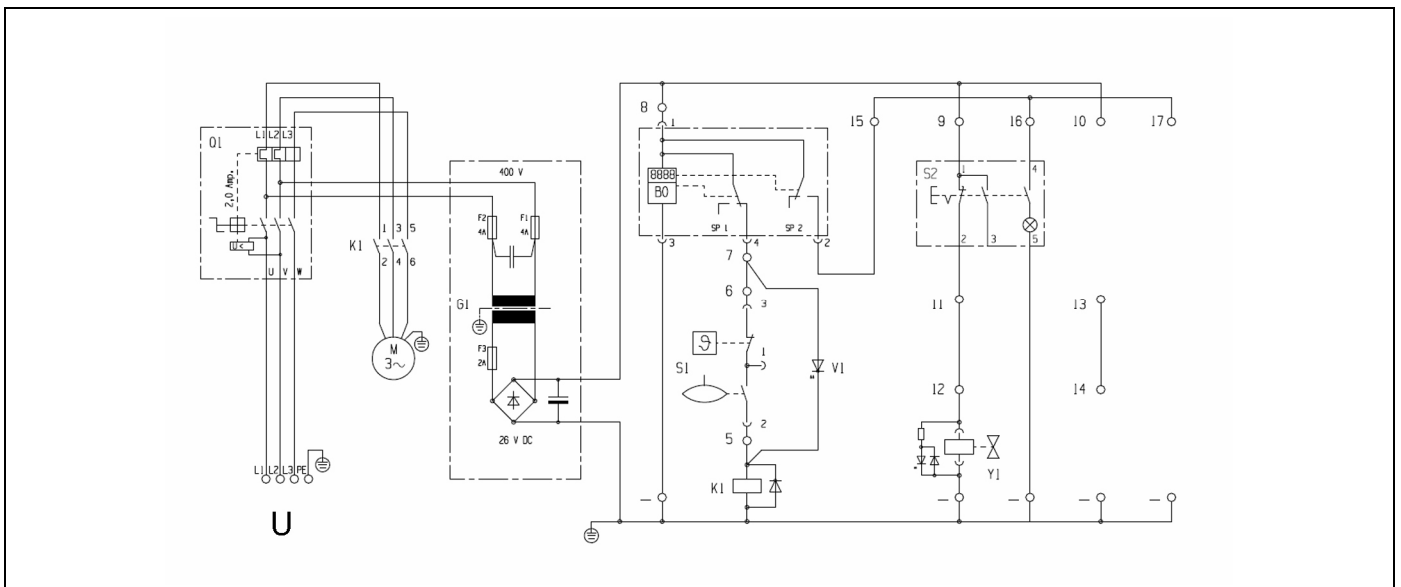 8
1
15
9
16
10
17
Q1
L1 L2 L3
2,0 Amp.
U<
U V W
K1
1 3 5
2 4 6
M
3~
400 V
F2
4A
F1
4A
G1
F3
2A
26 V DC
8888
B0
SP 1
SP 2
3
4
2
7
6
3
ϑ
1
S1
V1
2
5
K1
S2
1
4
2
3
5
11
13
12
14
Y1
L1 L2 L3 PE
U